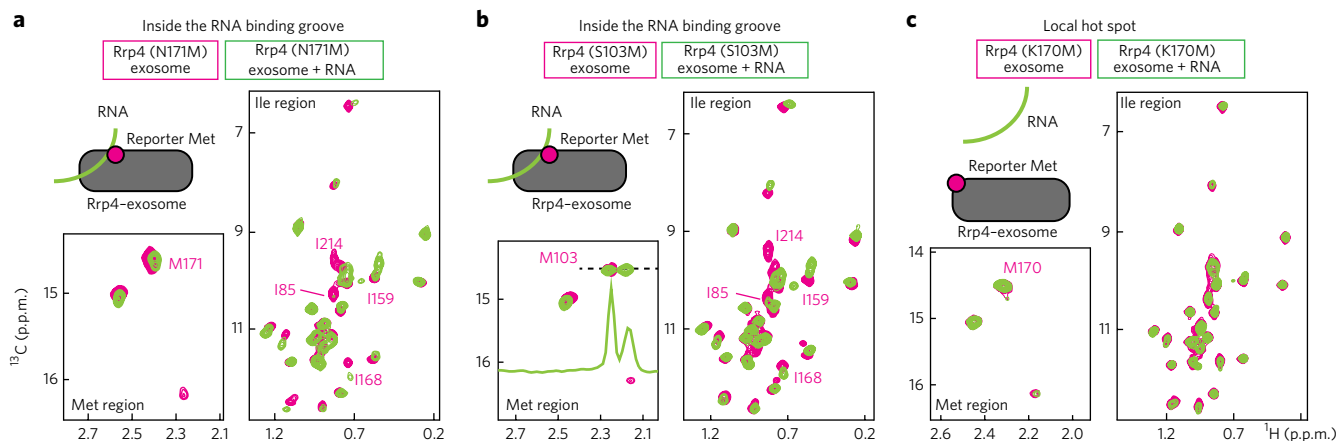 a
Inside the RNA binding groove
Rrp4 (N171M)
exosome
Rrp4 (N171M)
exosome + RNA
RNA
Reporter Met
Rrp4–exosome
Ile region
7
9
11
I214
I85
I159
I168
1.2
0.7
0.2
M171
15
16
Met region
2.7
2.5
2.3
2.1
¹³C (p.p.m.)
b
Inside the RNA binding groove
Rrp4 (S103M)
exosome
Rrp4 (S103M)
exosome + RNA
RNA
Reporter Met
Rrp4–exosome
Ile region
7
9
11
I214
I85
I159
I168
1.2
0.7
0.2
M103
15
16
Met region
2.7
2.5
2.3
2.1
c
Local hot spot
Rrp4 (K170M)
exosome
Rrp4 (K170M)
exosome + RNA
RNA
Reporter Met
Rrp4–exosome
Ile region
7
9
11
1.2
0.7
¹H (p.p.m.)
M170
14
15
16
Met region
2.6
2.4
2.2
2.0